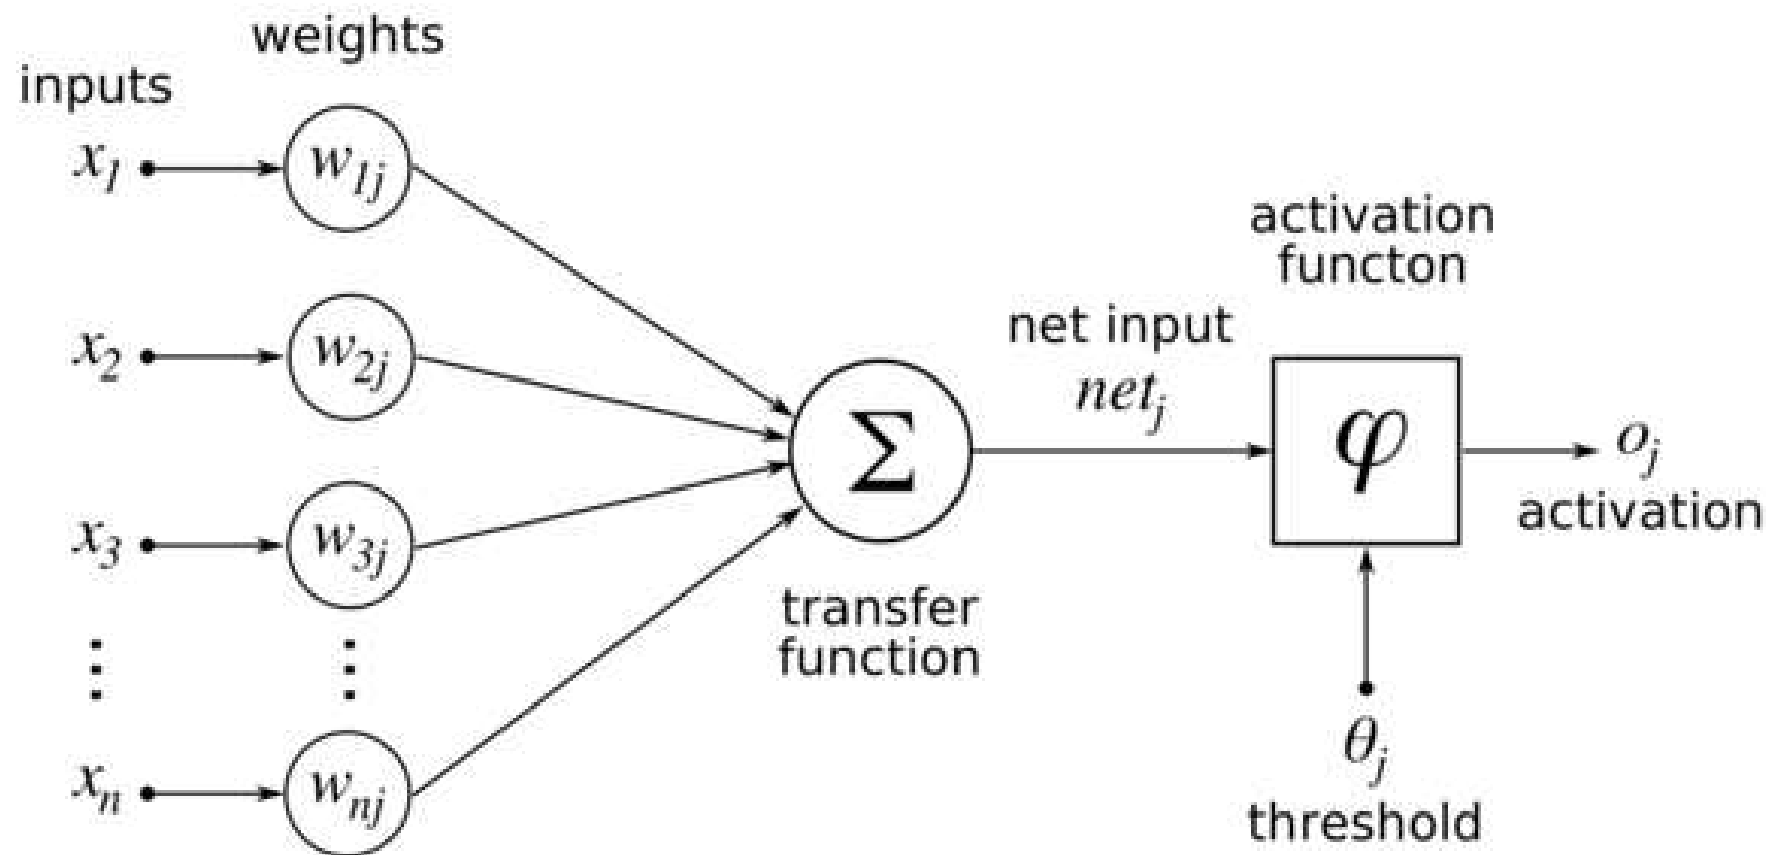 weights
inputs
x1
w1j
x2
w2j
x3
w3j
xn
wnj
Σ
transfer
function
net input
netj
activation
functon
φ
oj
activation
θj
threshold